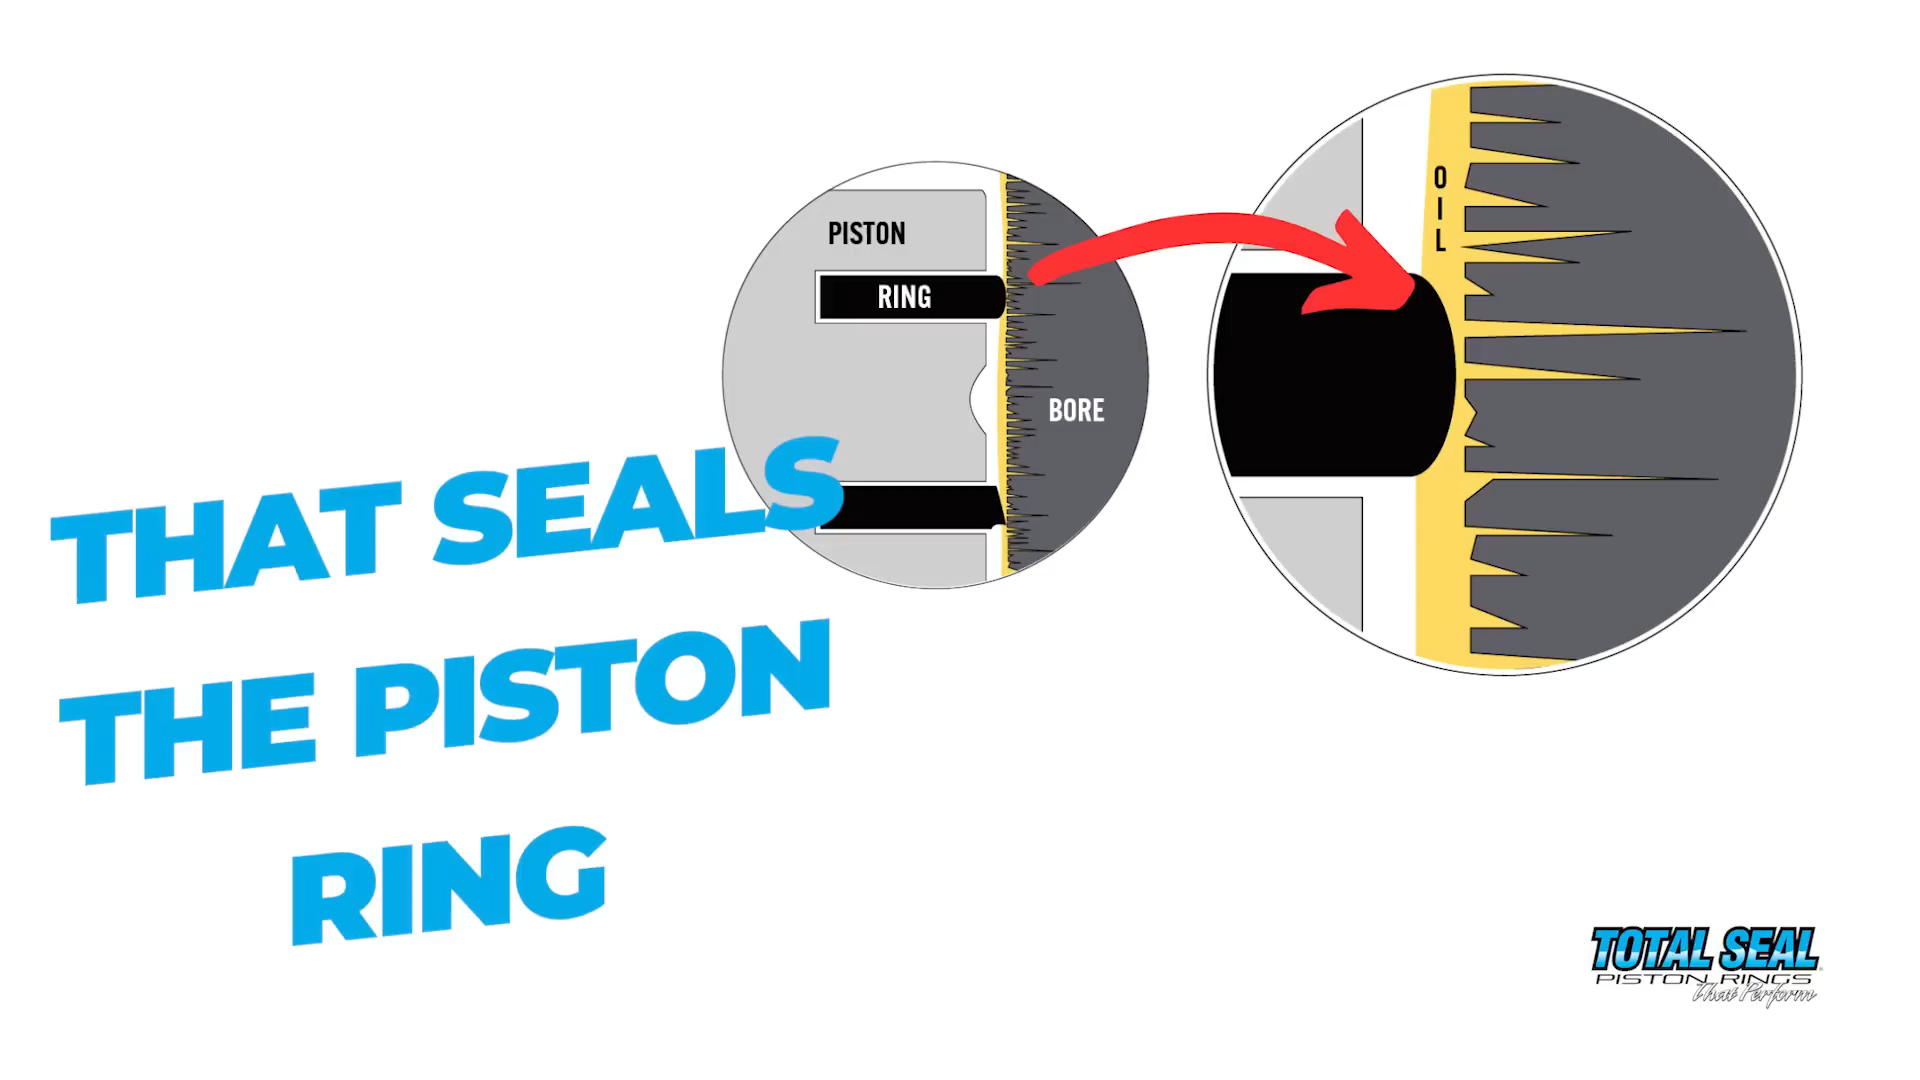 THAT SEALS
THE PISTON
RING
PISTON
RING
BORE
OIL
TOTAL SEAL
PISTON RINGS
That Perform